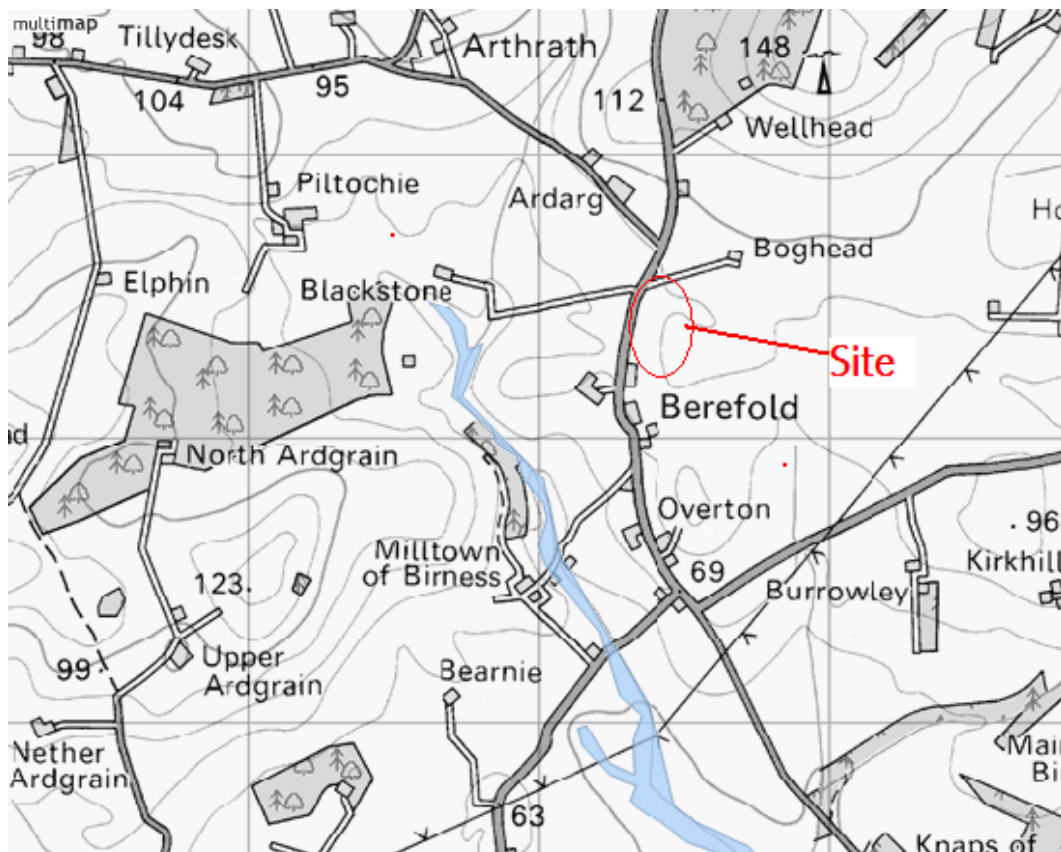 multimap
98
Tillydesk
Arthrath
148
104
95
112
Wellhead
Piltochie
Ardarg
Boghead
Elphin
Blackstone
Site
Berefold
North Ardgrain
Overton
Milltown
of Birness
69
96
Kirkhill
123
Burrowley
99
Upper
Ardgrain
Bearnie
Nether
Ardgrain
63
Knaps of